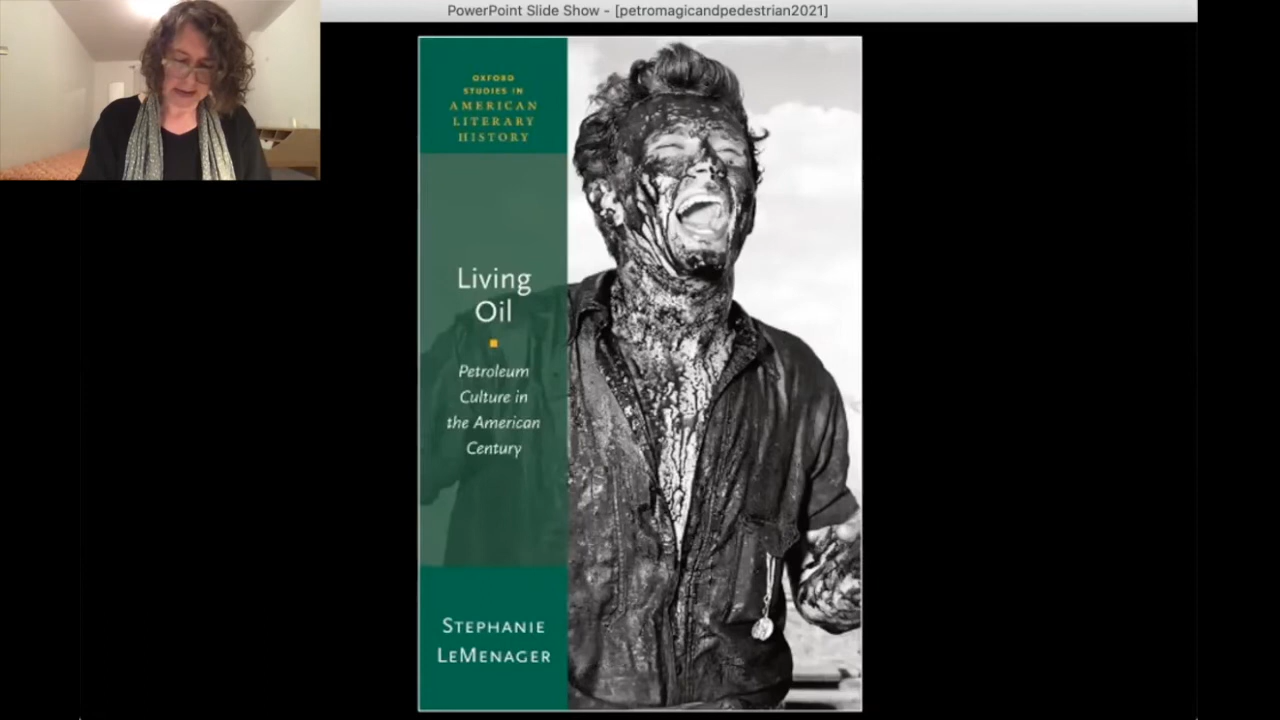 PowerPoint Slide Show - [petromagicandpedestrian2021]
OXFORD
STUDIES IN
AMERICAN
LITERARY
HISTORY
Living
Oil
Petroleum
Culture in
the American
Century
STEPHANIE
LEMENAGER